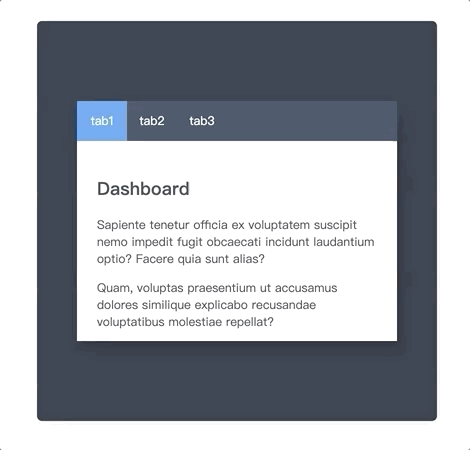 tab1 tab2 tab3
Dashboard
Sapiente tenetur officia ex voluptatem suscipit
nemo impedit fugit obcaecati incidunt laudantium
optio? Facere quia sunt alias?
Quam, voluptas praesentium ut accusamus
dolores similique explicabo recusandae
voluptatibus molestiae repellat?